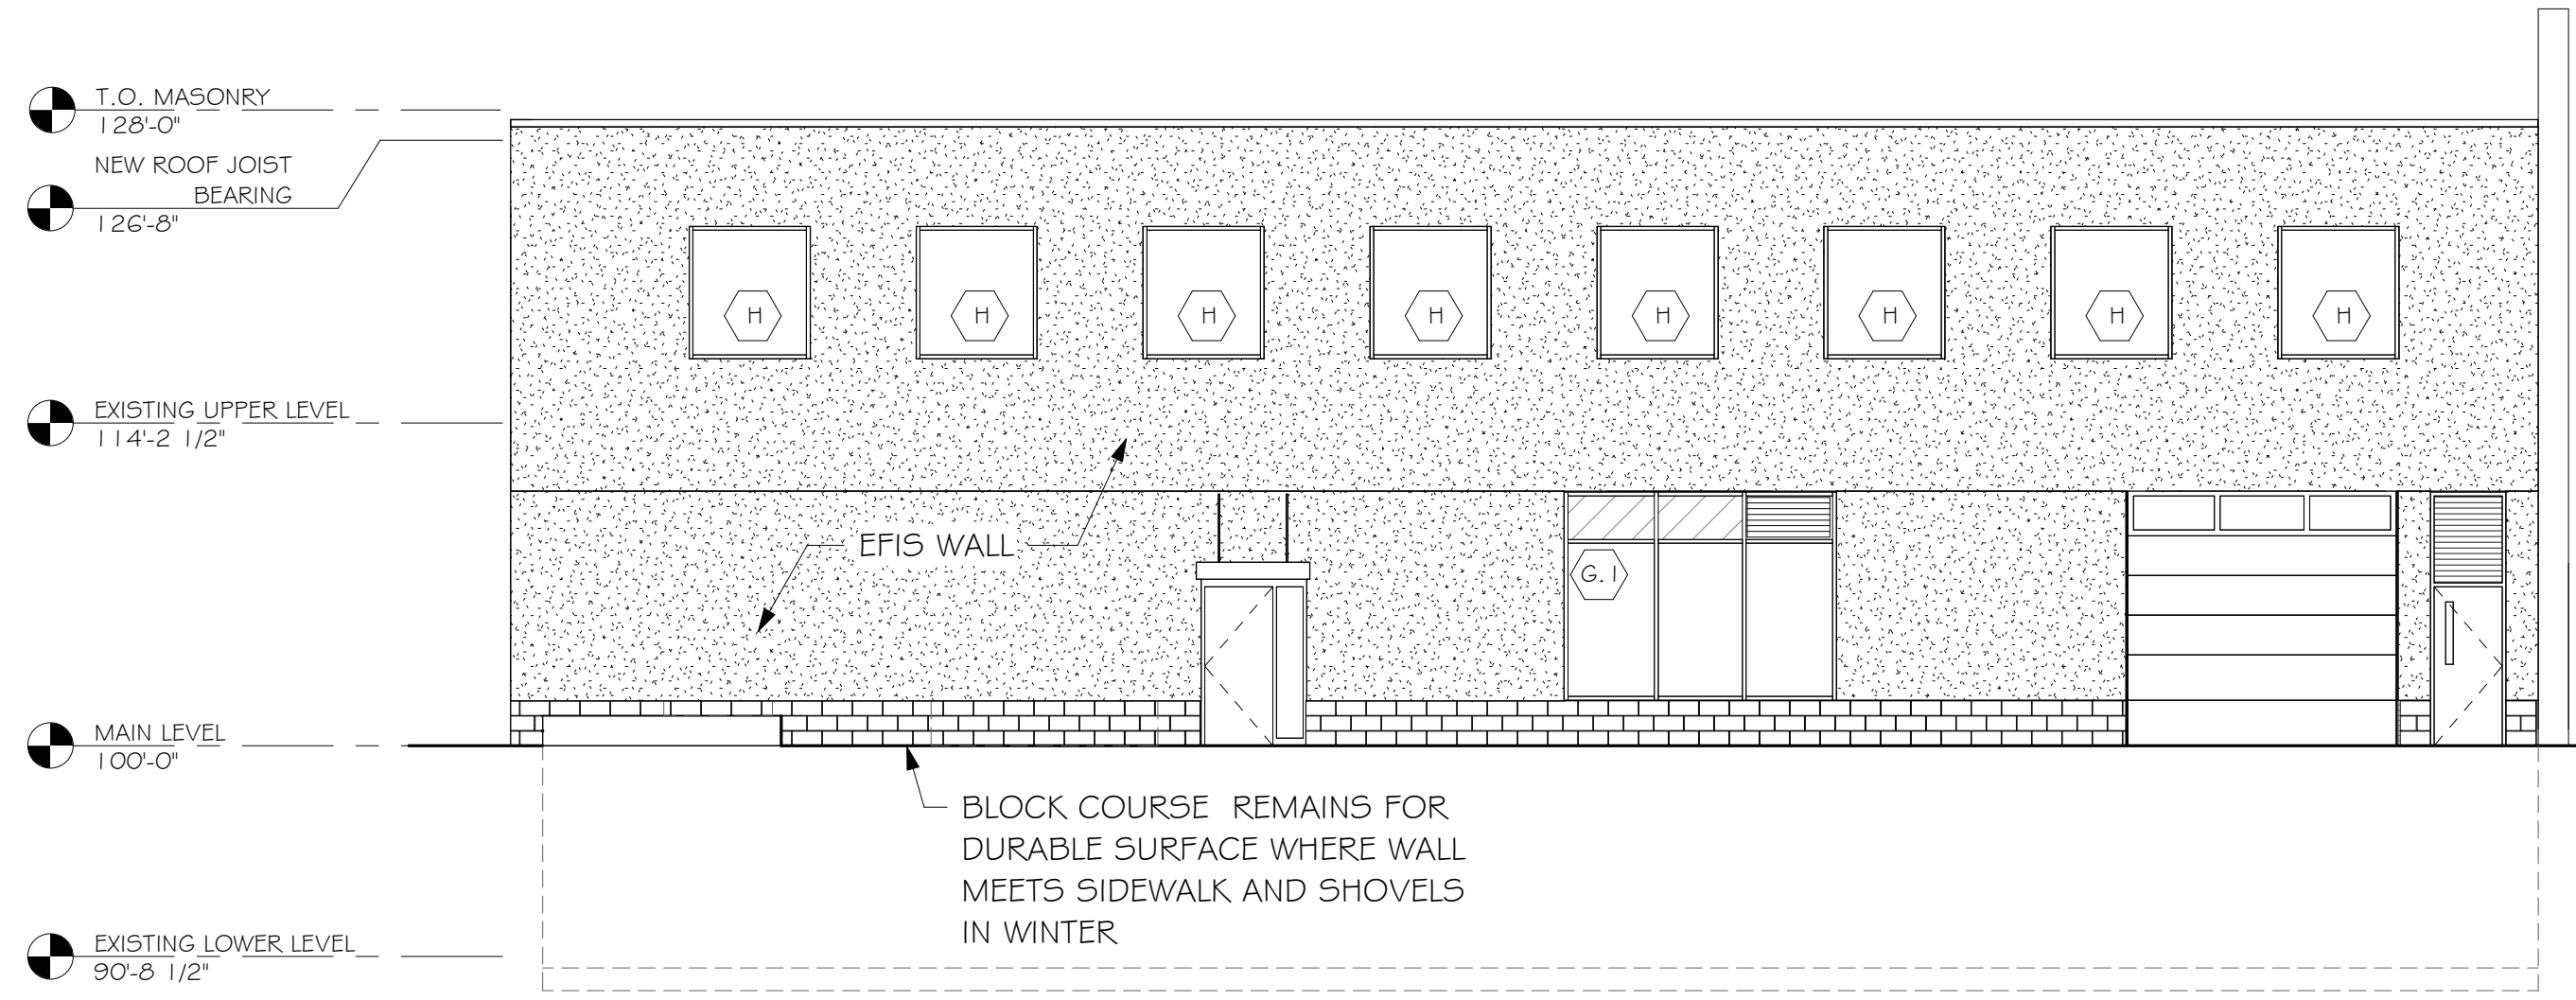 T.O. MASONRY
128'-0"
NEW ROOF JOIST
BEARING
126'-8"
H H H H H H H H
EXISTING UPPER LEVEL
114'-2 1/2"
EFIS WALL
G.1
MAIN LEVEL
100'-0"
BLOCK COURSE REMAINS FOR
DURABLE SURFACE WHERE WALL
MEETS SIDEWALK AND SHOVELS
IN WINTER
EXISTING LOWER LEVEL
90'-8 1/2"